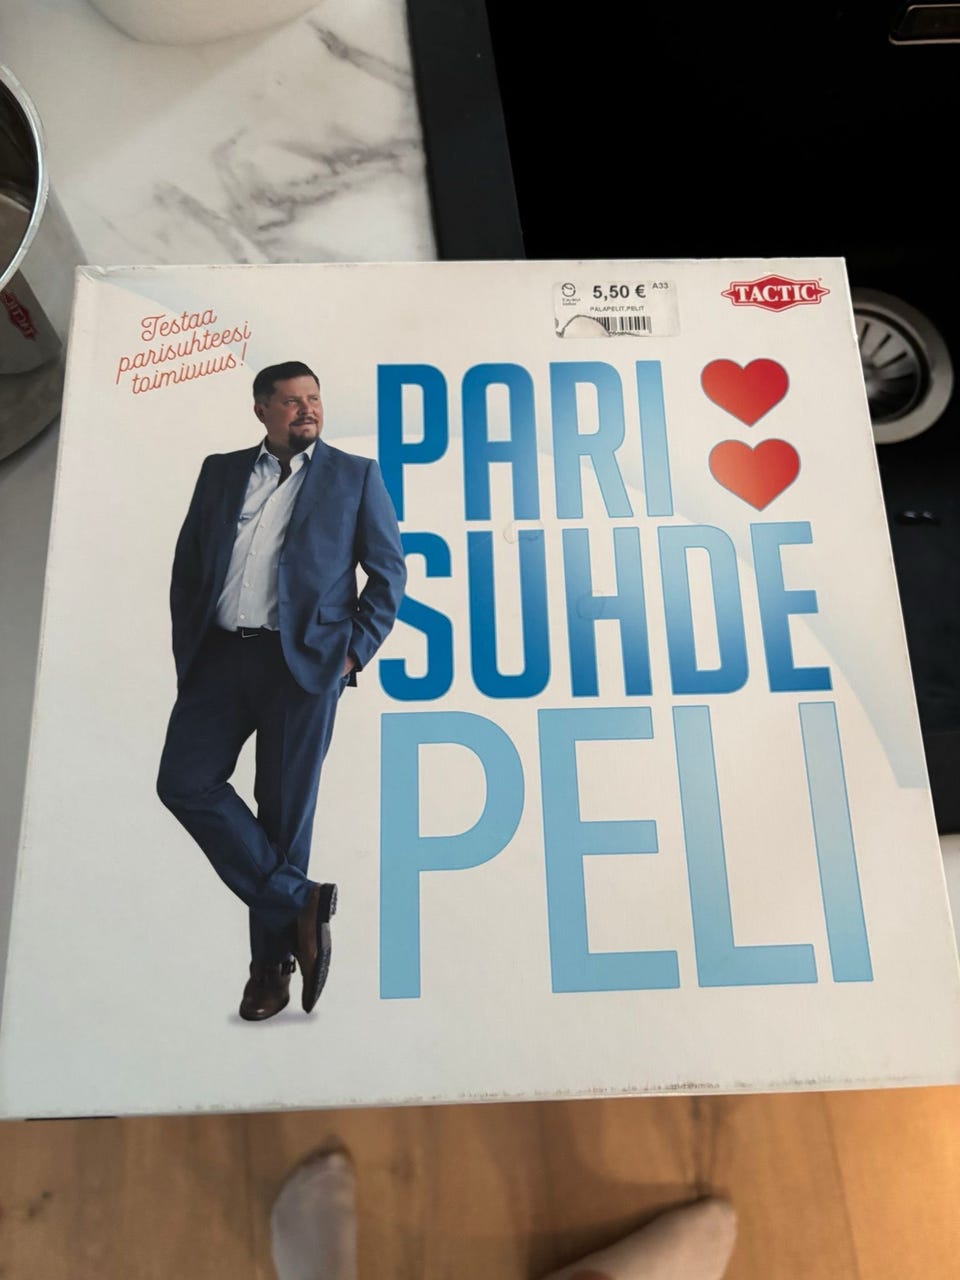 5,50 €
A33
PALAPELIT,PELIT
TACTIC
Testaa
parisuhteesi
toimivuus!
PARI
SUHDE
PELI